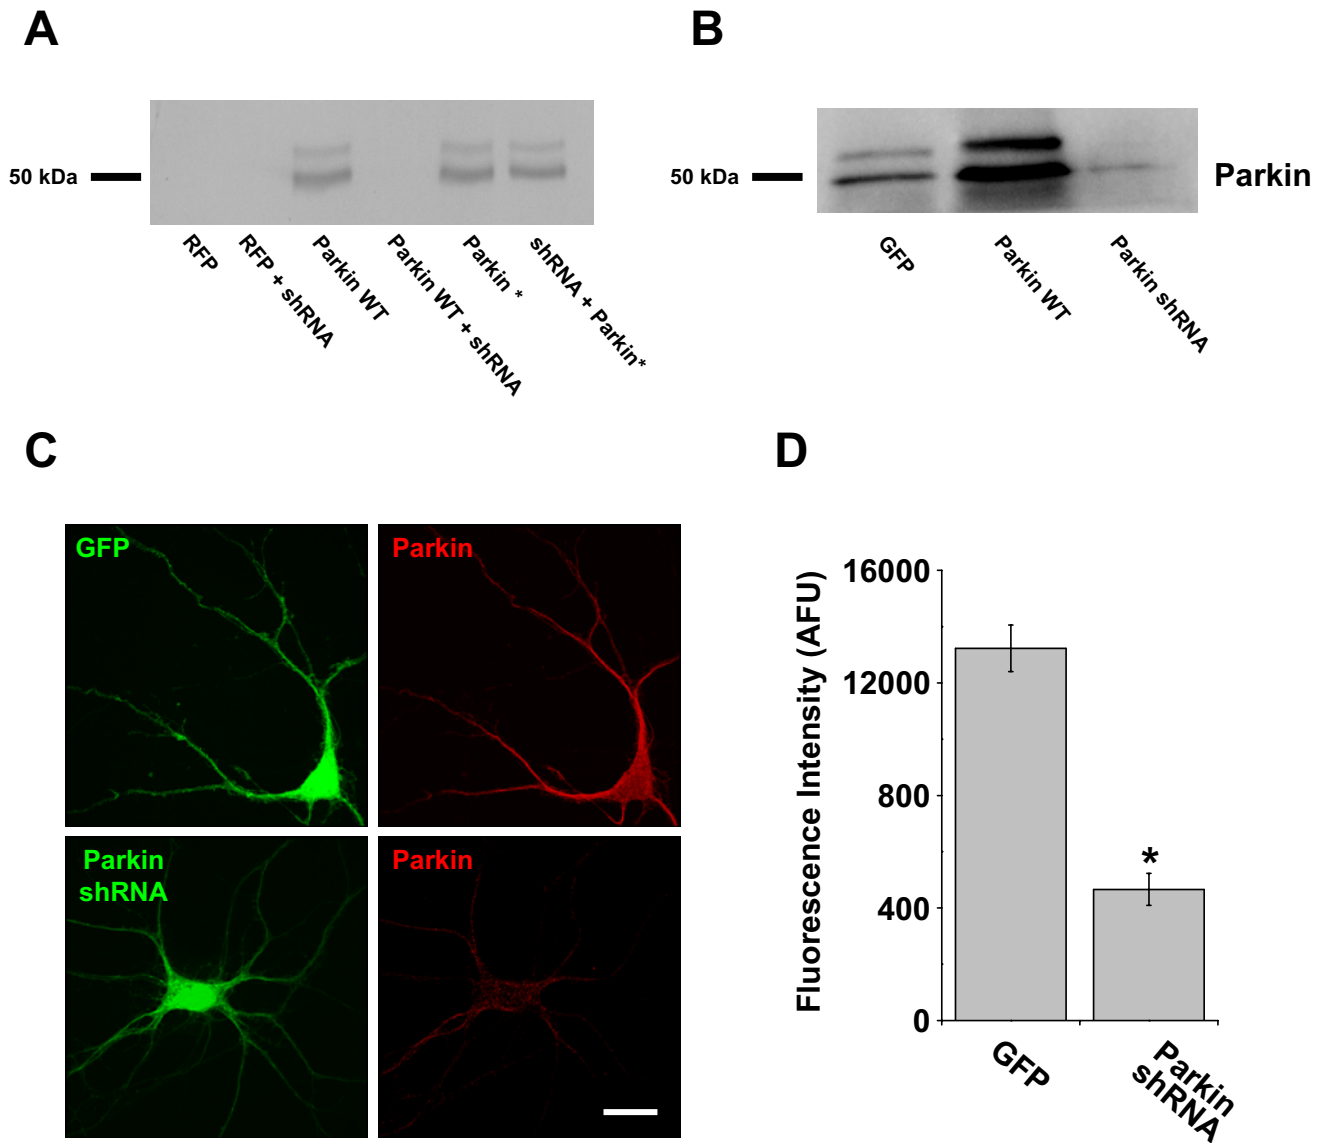 A
50 kDa
RFP
RFP + shRNA
Parkin WT
Parkin WT + shRNA
Parkin *
shRNA + Parkin*
B
50 kDa
Parkin
GFP
Parkin WT
Parkin shRNA
C
GFP
Parkin
Parkin
shRNA
Parkin
D
Fluorescence Intensity (AFU)
16000
12000
800
400
0
*
GFP
Parkin
shRNA